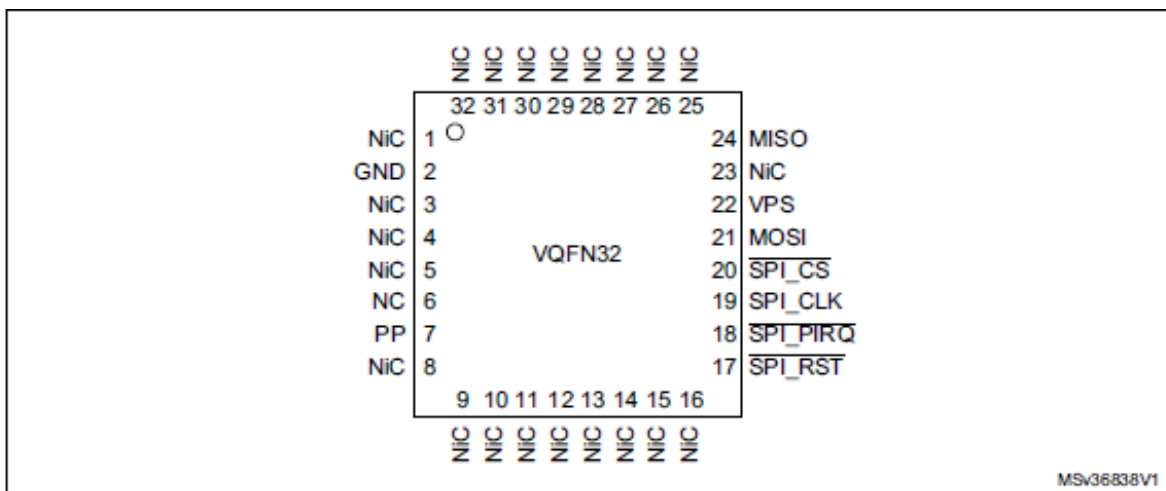 NiC NiC NiC NiC NiC NiC NiC NiC
32 31 30 29 28 27 26 25
NiC 1 24 MISO
GND 2 23 NiC
NiC 3 22 VPS
NiC 4 21 MOSI
VQFN32
NiC 5 20 SPI_CS
NC 6 19 SPI_CLK
PP 7 18 SPI_PIRQ
NiC 8 17 SPI_RST
9 10 11 12 13 14 15 16
NiC NiC NiC NiC NiC NiC NiC NiC
MSv36838V1